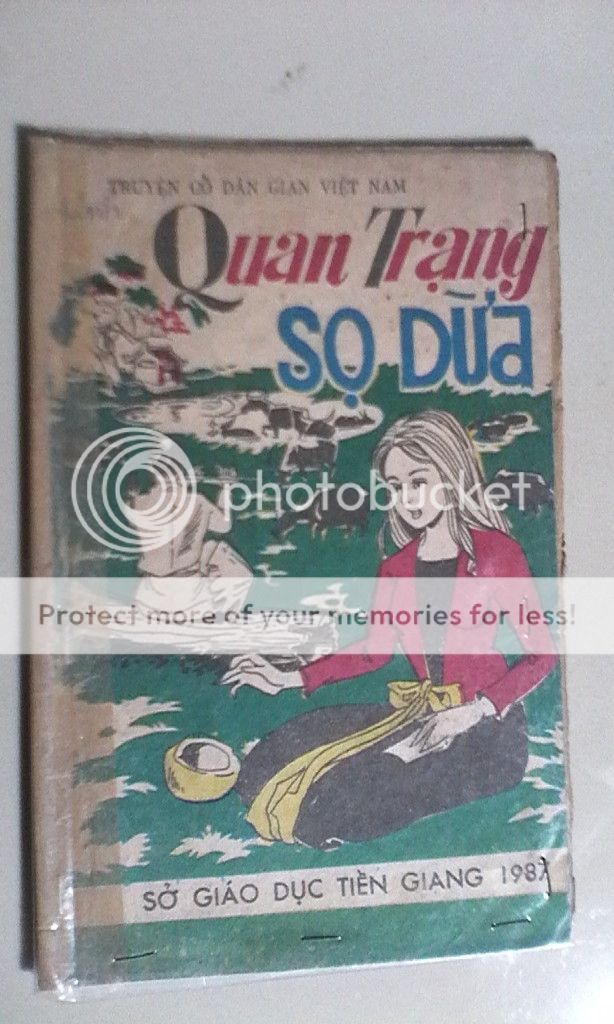 TRUYỆN CỔ DÂN GIAN VIỆT NAM
Quan Trạng
SỌ DỪA
photobucket
Protect more of your memories for less!
SỞ GIÁO DỤC TIỀN GIANG 1987